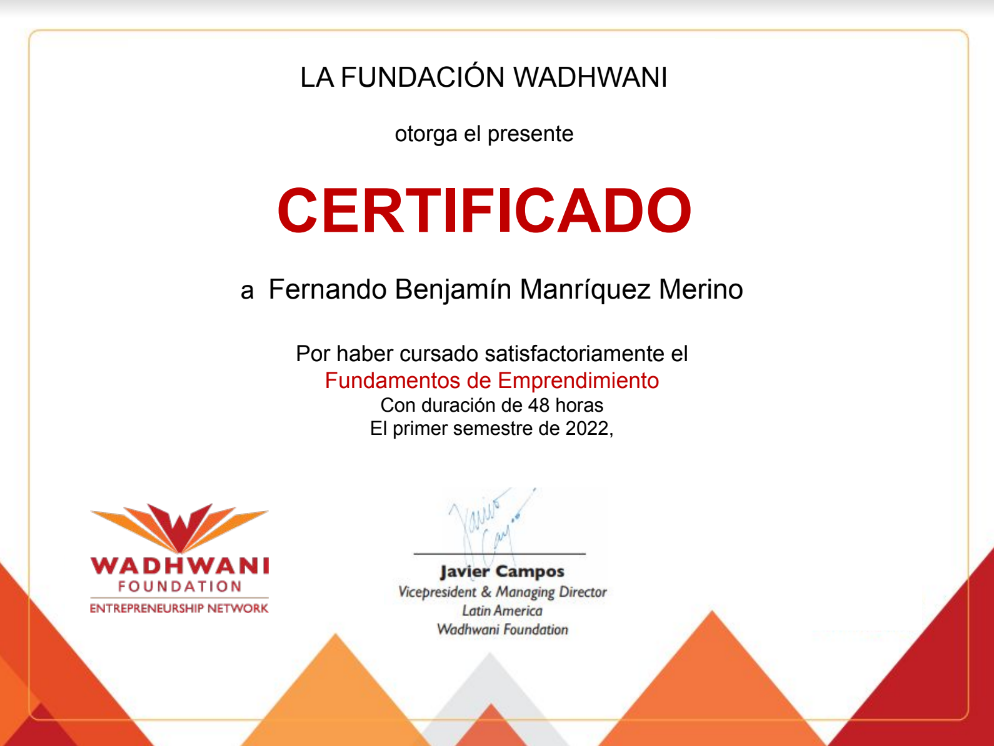 LA FUNDACIÓN WADHWANI
otorga el presente
CERTIFICADO
a Fernando Benjamín Manríquez Merino
Por haber cursado satisfactoriamente el
Fundamentos de Emprendimiento
Con duración de 48 horas
El primer semestre de 2022,
WADHWANI
FOUNDATION
ENTREPRENEURSHIP NETWORK
Javier Campos
Vicepresident & Managing Director
Latin America
Wadhwani Foundation